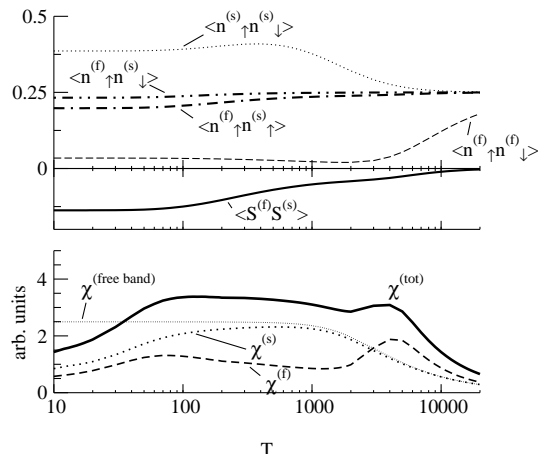 0.5
<n^(s)↑n^(s)↓>
<n^(f)↑n^(s)↓>
0.25
<n^(f)↑n^(s)↑>
<n^(f)↑n^(f)↓>
0
<S^(f)S^(s)>
χ^(free band)
χ^(tot)
4
arb. units
χ^(s)
2
χ^(f)
0
10 100 1000 10000
T